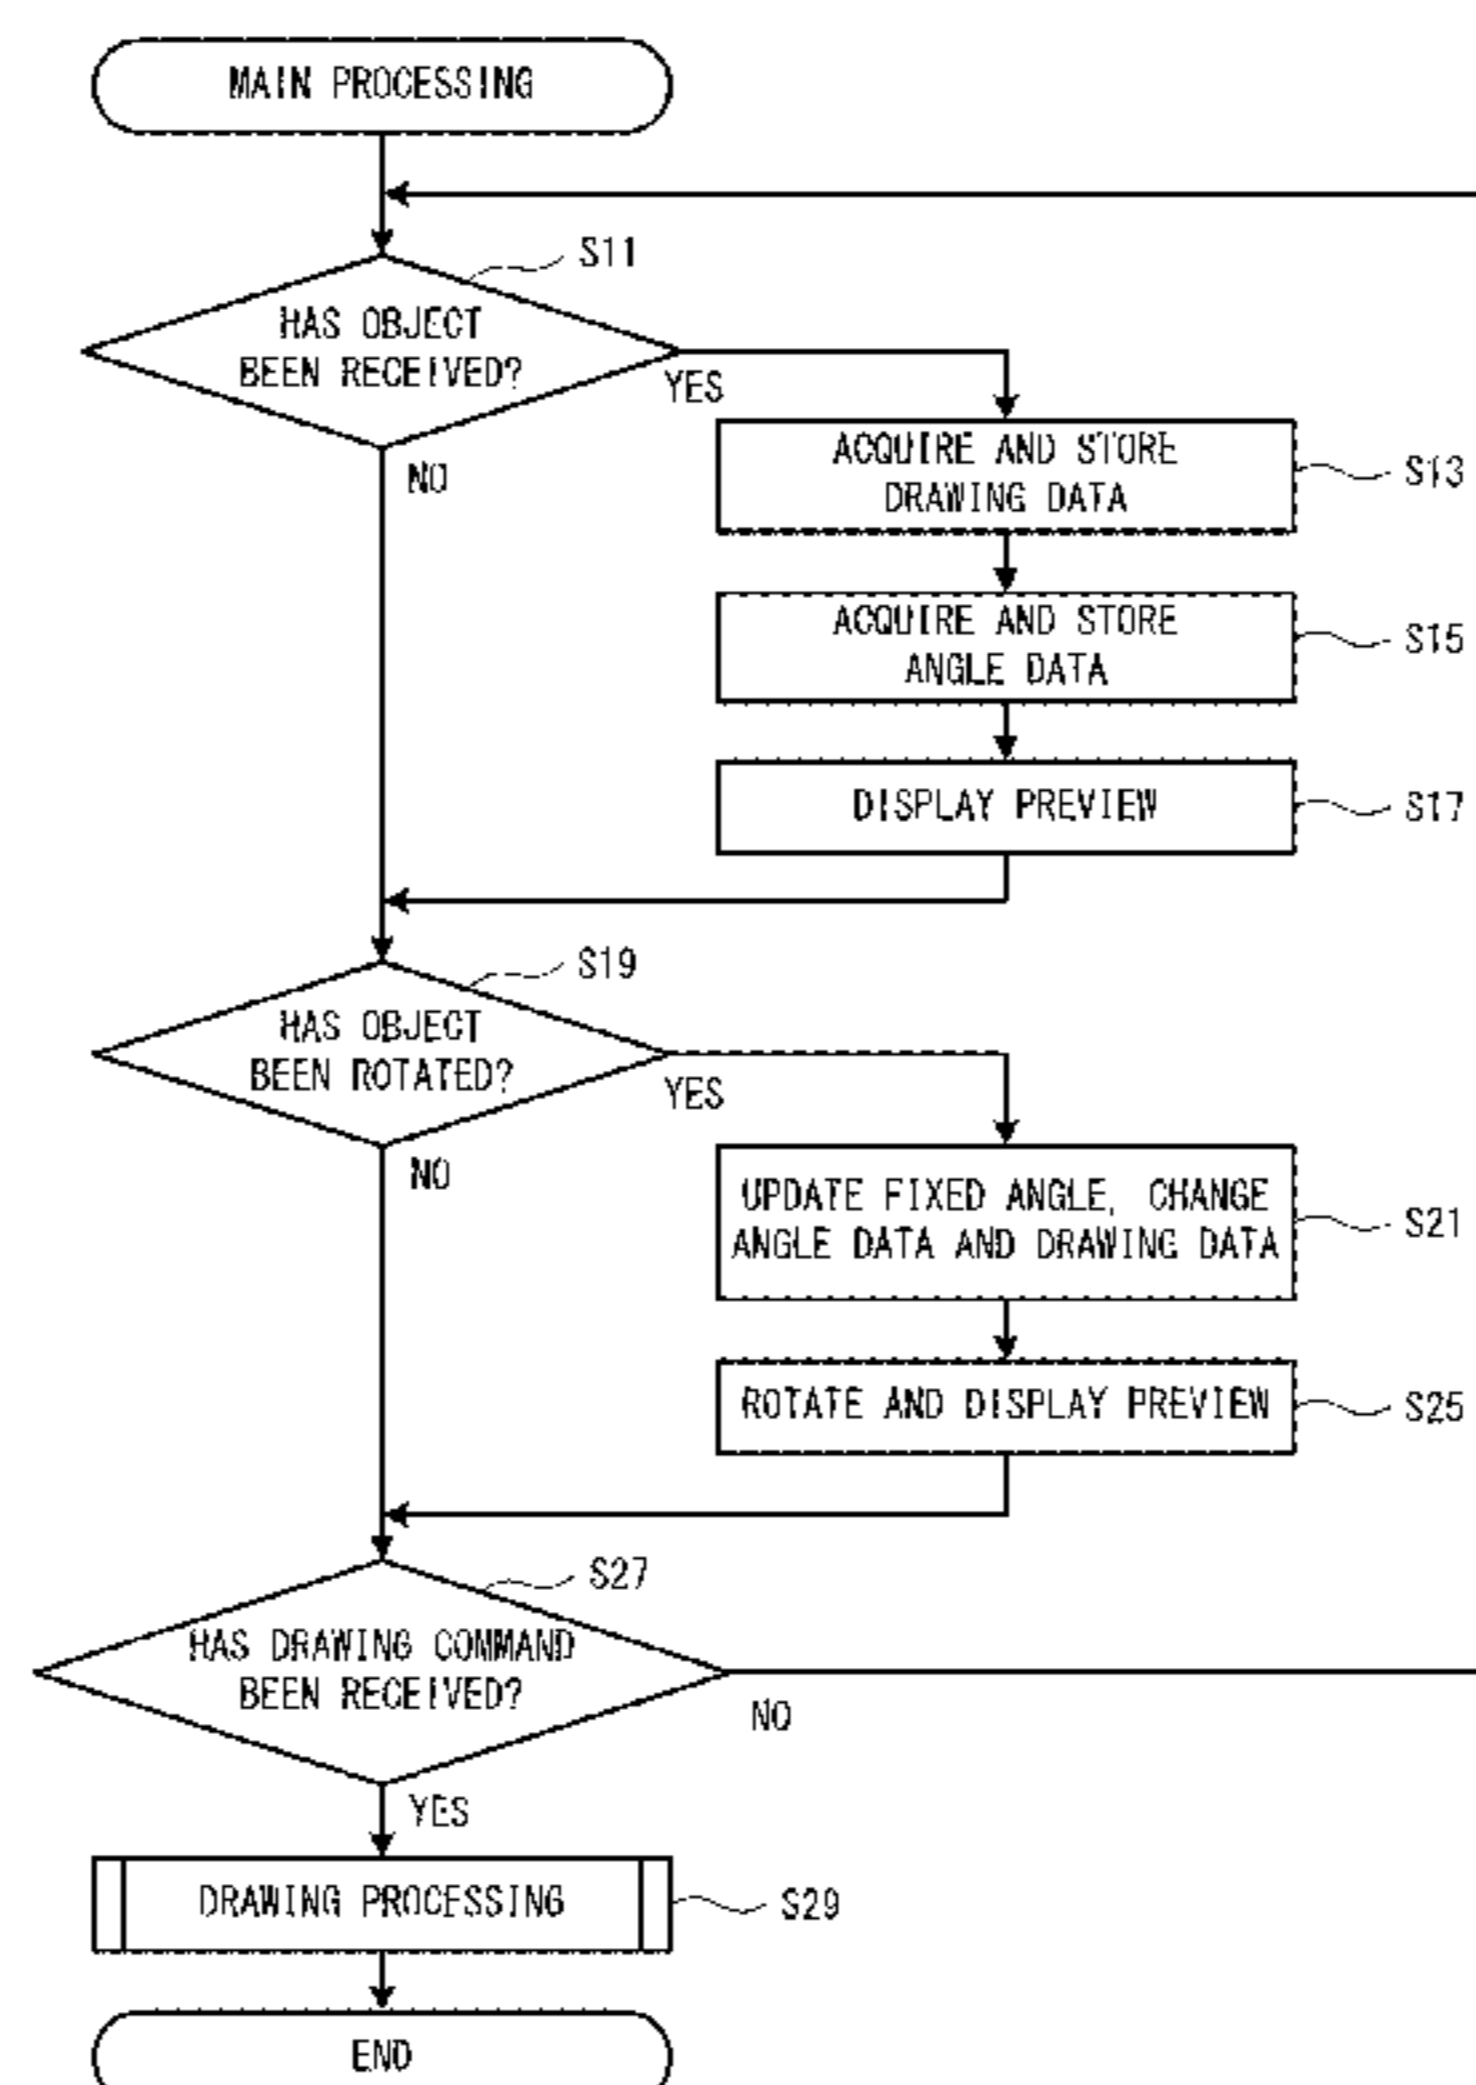 MAIN PROCESSING
S11
HAS OBJECT
BEEN RECEIVED?
YES
NO
ACQUIRE AND STORE
DRAWING DATA
S13
ACQUIRE AND STORE
ANGLE DATA
S15
DISPLAY PREVIEW
S17
S19
HAS OBJECT
BEEN ROTATED?
YES
NO
UPDATE FIXED ANGLE, CHANGE
ANGLE DATA AND DRAWING DATA
S21
ROTATE AND DISPLAY PREVIEW
S25
S27
HAS DRAWING COMMAND
BEEN RECEIVED?
NO
YES
DRAWING PROCESSING
S29
END